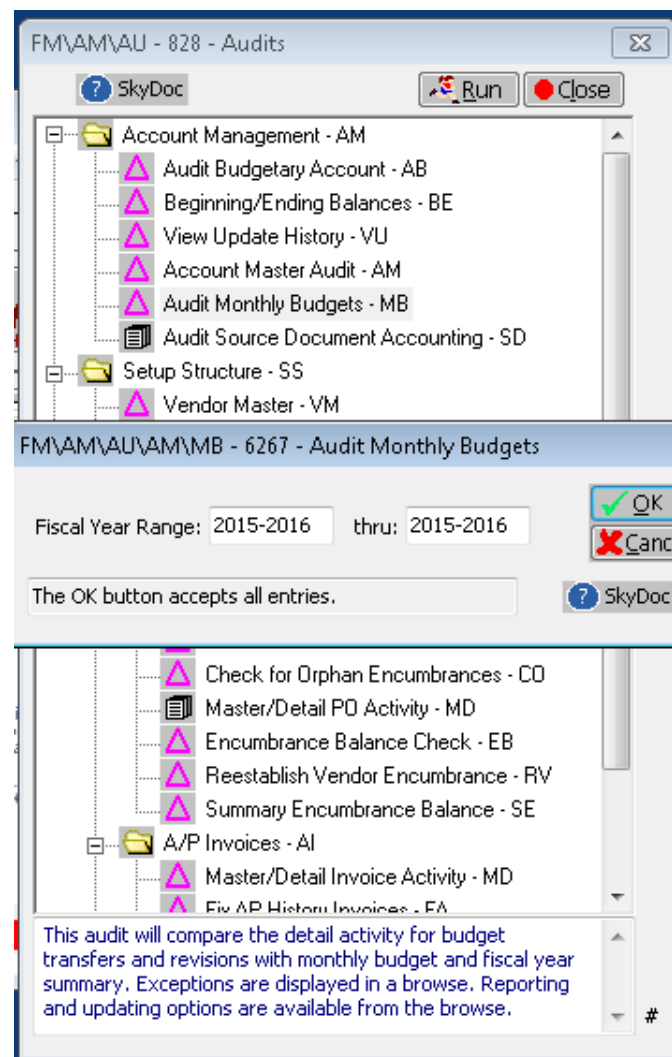 FM\AM\AU - 828 - Audits
? SkyDoc
Run
Close
Account Management - AM
Audit Budgetary Account - AB
Beginning/Ending Balances - BE
View Update History - VU
Account Master Audit - AM
Audit Monthly Budgets - MB
Audit Source Document Accounting - SD
Setup Structure - SS
Vendor Master - VM
FM\AM\AU\AM\MB - 6267 - Audit Monthly Budgets
OK
Fiscal Year Range: 2015-2016 thru: 2015-2016
Canc
The OK button accepts all entries.
? SkyDoc
Check for Orphan Encumbrances - CO
Master/Detail PO Activity - MD
Encumbrance Balance Check - EB
Reestablish Vendor Encumbrance - RV
Summary Encumbrance Balance - SE
A/P Invoices - AI
Master/Detail Invoice Activity - MD
Fix AP History Invoices - FA
This audit will compare the detail activity for budget
transfers and revisions with monthly budget and fiscal year
summary. Exceptions are displayed in a browse. Reporting
and updating options are available from the browse.
#